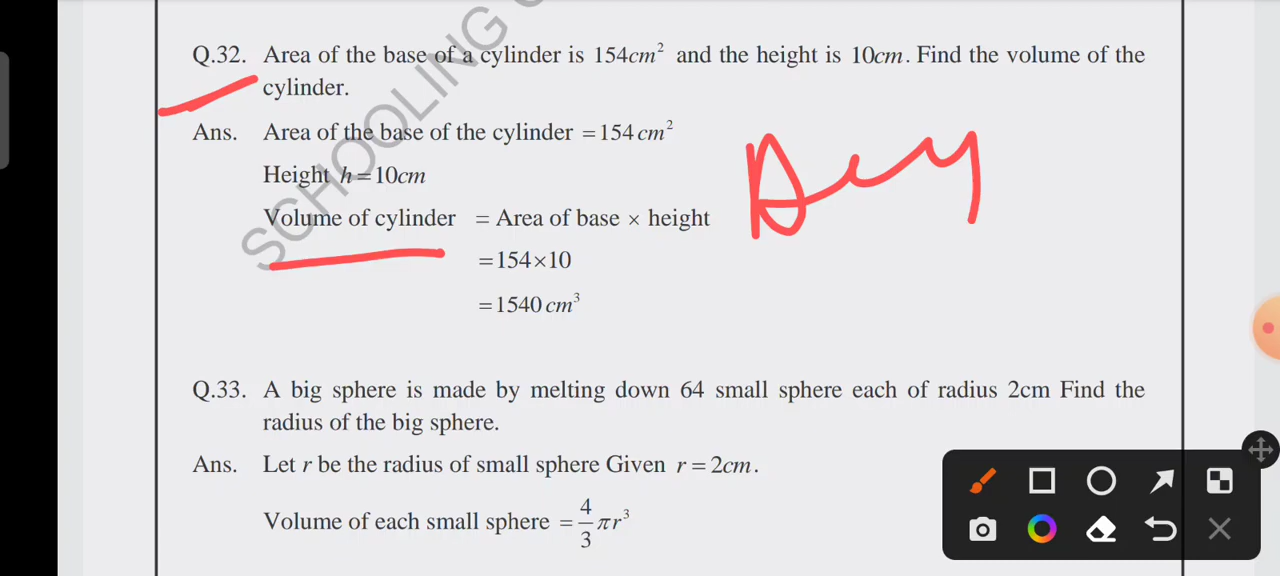 Q.32. Area of the base of a cylinder is 154cm² and the height is 10cm. Find the volume of the
cylinder.
Ans. Area of the base of the cylinder = 154 cm²
Height h = 10cm
Volume of cylinder = Area of base × height
= 154 × 10
= 1540 cm³
Q.33. A big sphere is made by melting down 64 small sphere each of radius 2cm Find the
radius of the big sphere.
Ans. Let r be the radius of small sphere Given r = 2cm.
Volume of each small sphere = 4/3 πr³
SCHOOLING